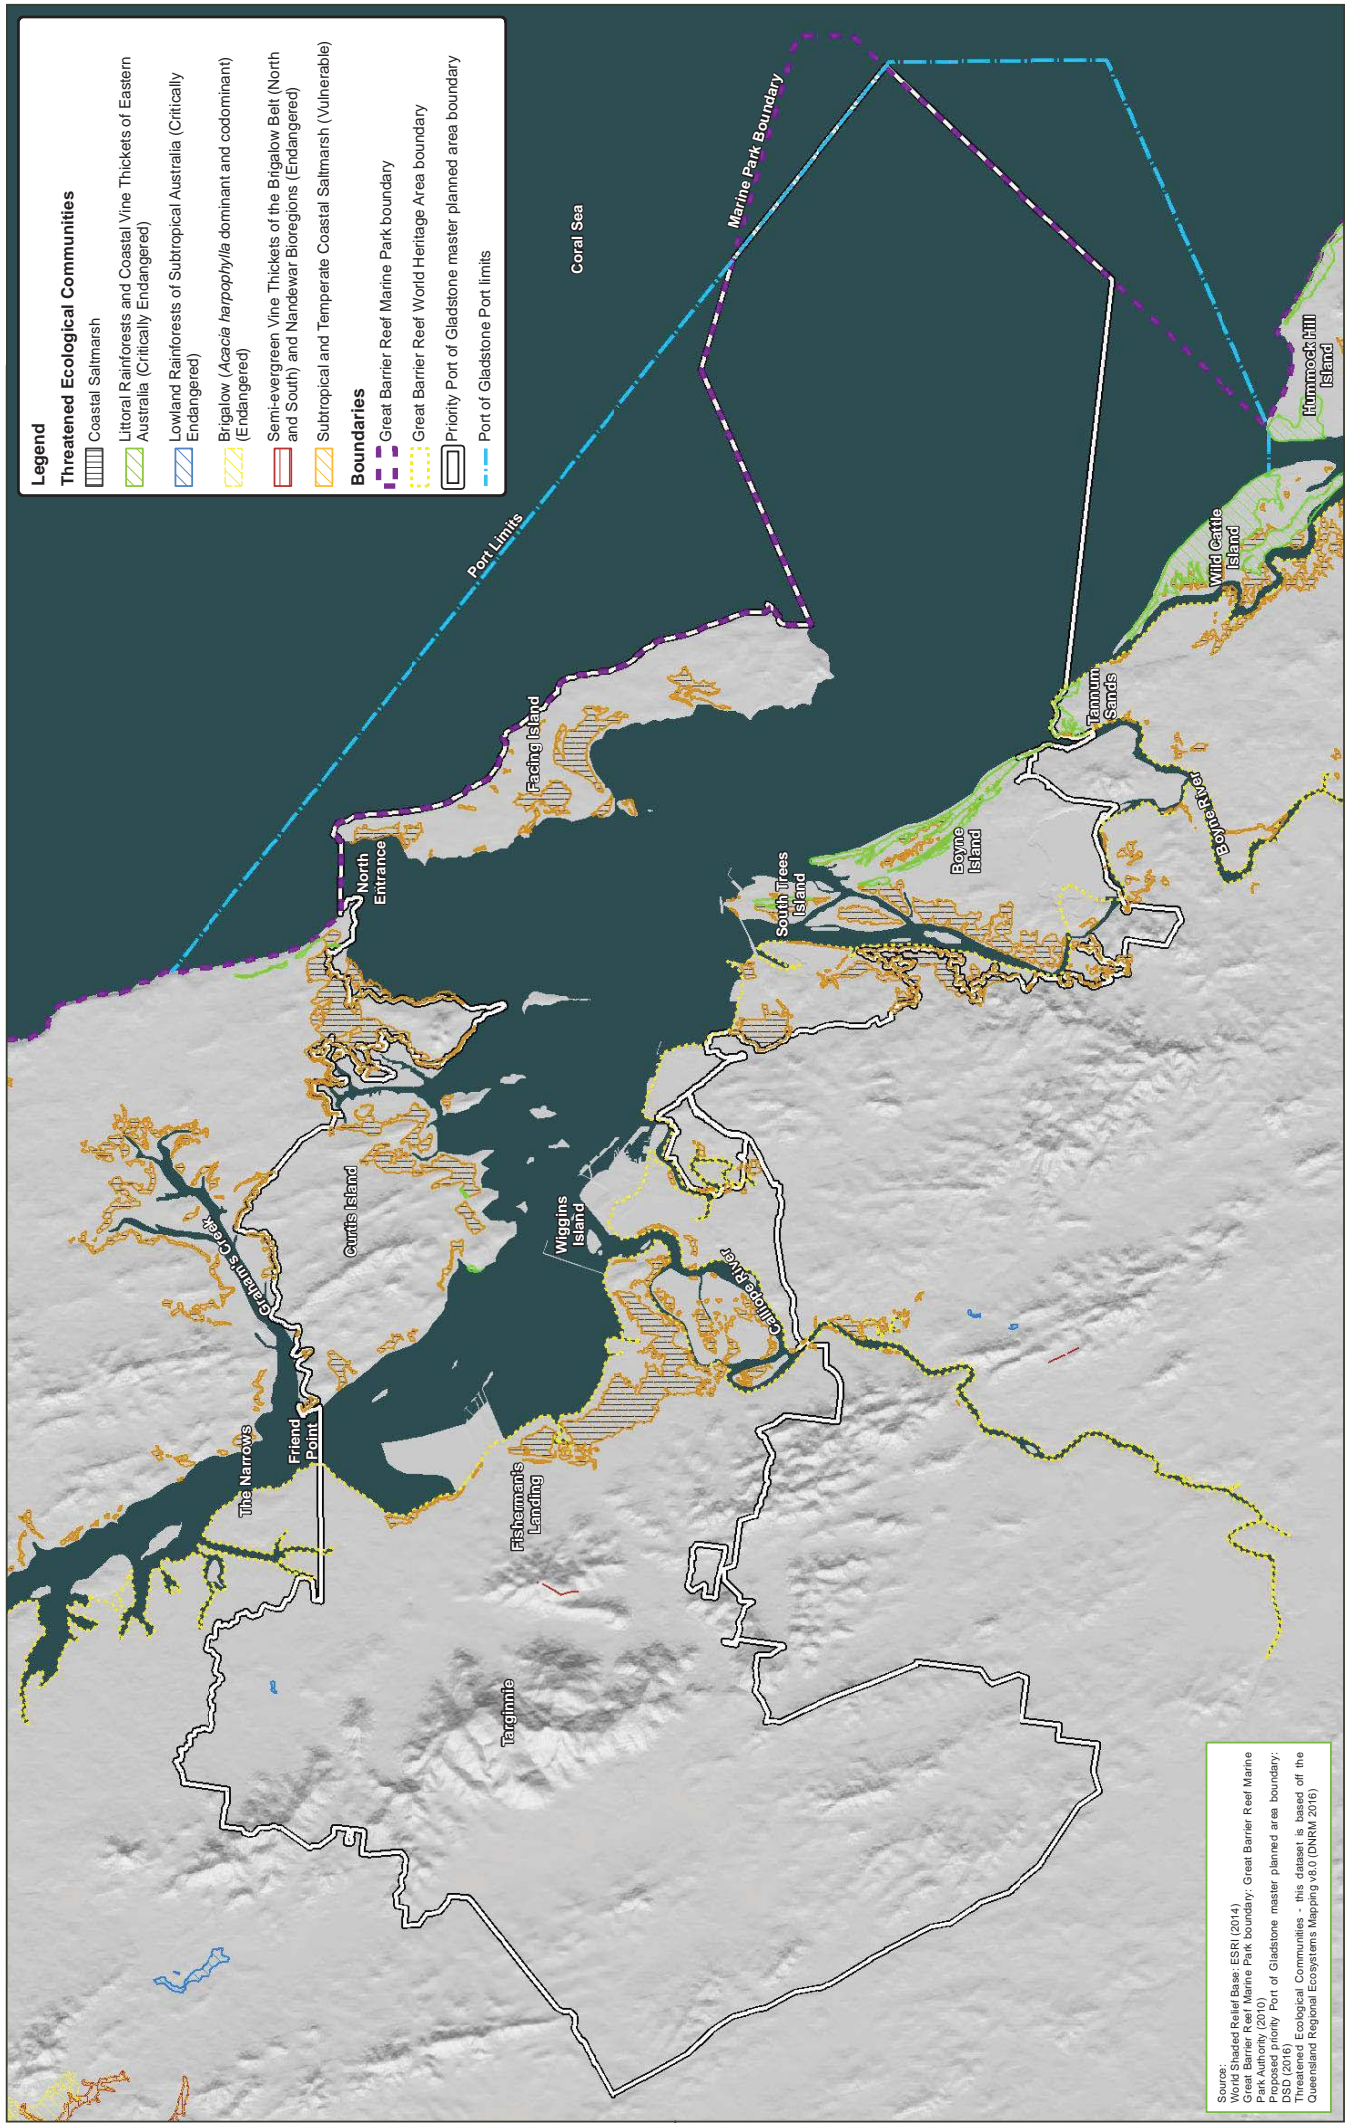 Legend
Threatened Ecological Communities
Coastal Saltmarsh
Littoral Rainforests and Coastal Vine Thickets of Eastern
Australia (Critically Endangered)
Lowland Rainforests of Subtropical Australia (Critically
Endangered)
Brigalow (Acacia harpophylla dominant and codominant)
(Endangered)
Semi-evergreen Vine Thickets of the Brigalow Belt (North
and South) and Nandewar Bioregions (Endangered)
Subtropical and Temperate Coastal Saltmarsh (Vulnerable)
Boundaries
Great Barrier Reef Marine Park boundary
Great Barrier Reef World Heritage Area boundary
Priority Port of Gladstone master planned area boundary
Port of Gladstone Port limits
Coral Sea
Marine Park Boundary
Port Limits
Graham's Creek
The Narrows
Friend
Point
Curtis Island
North
Entrance
Facing Island
Targinnie
Fisherman's
Landing
Wiggins
Island
Calliope River
South Trees
Island
Boyne
Island
Boyne River
Tannum
Sands
Wild Cattle
Island
Hummock Hill
Island
Source:
World Shaded Relief Base: ESRI (2014)
Great Barrier Reef Marine Park boundary: Great Barrier Reef Marine
Park Authority (2010)
Proposed priority Port of Gladstone master planned area boundary:
DSD (2016)
Threatened Ecological Communities - this dataset is based off the
Queensland Regional Ecosystems Mapping v8.0 (DNRM 2016)